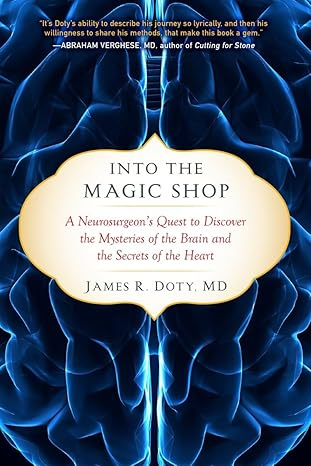 "It's Doty's ability to describe his journey so lyrically, and then his
willingness to share his methods, that make this book a gem."
—ABRAHAM VERGHESE, MD, author of Cutting for Stone
INTO THE
MAGIC SHOP
A Neurosurgeon's Quest to Discover
the Mysteries of the Brain and
the Secrets of the Heart
JAMES R. DOTY, MD